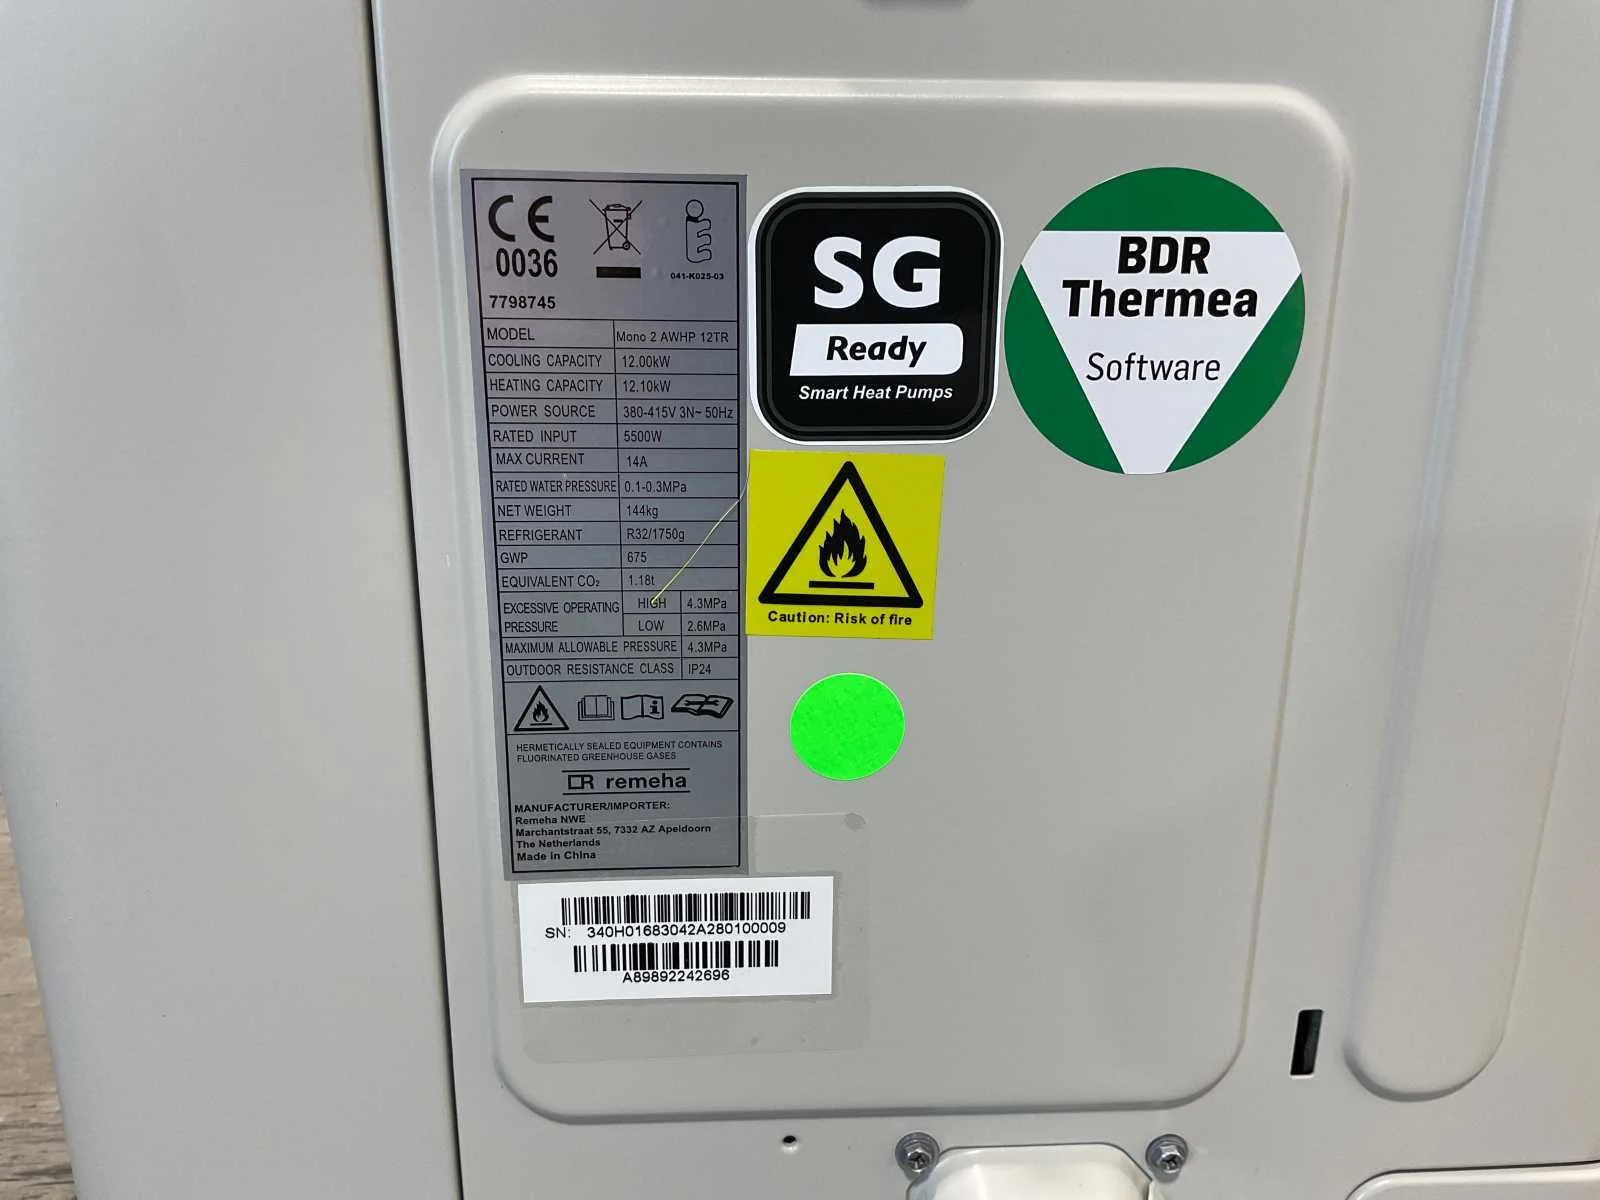 CE
0036
041-K025-03
7798745
MODEL Mono 2 AWHP 12TR
COOLING CAPACITY 12.00kW
HEATING CAPACITY 12.10kW
POWER SOURCE 380-415V 3N~ 50Hz
RATED INPUT 5500W
MAX CURRENT 14A
RATED WATER PRESSURE 0.1-0.3MPa
NET WEIGHT 144kg
REFRIGERANT R32/1750g
GWP 675
EQUIVALENT CO₂ 1.18t
EXCESSIVE OPERATING PRESSURE HIGH 4.3MPa
LOW 2.6MPa
MAXIMUM ALLOWABLE PRESSURE 4.3MPa
OUTDOOR RESISTANCE CLASS IP24
HERMETICALLY SEALED EQUIPMENT CONTAINS
FLUORINATED GREENHOUSE GASES
remeha
MANUFACTURER/IMPORTER:
Remeha NWE
Marchantstraat 55, 7332 AZ Apeldoorn
The Netherlands
Made in China
SN: 340H01683042A280100009
A89892242696
SG
Ready
Smart Heat Pumps
BDR
Thermea
Software
Caution: Risk of fire